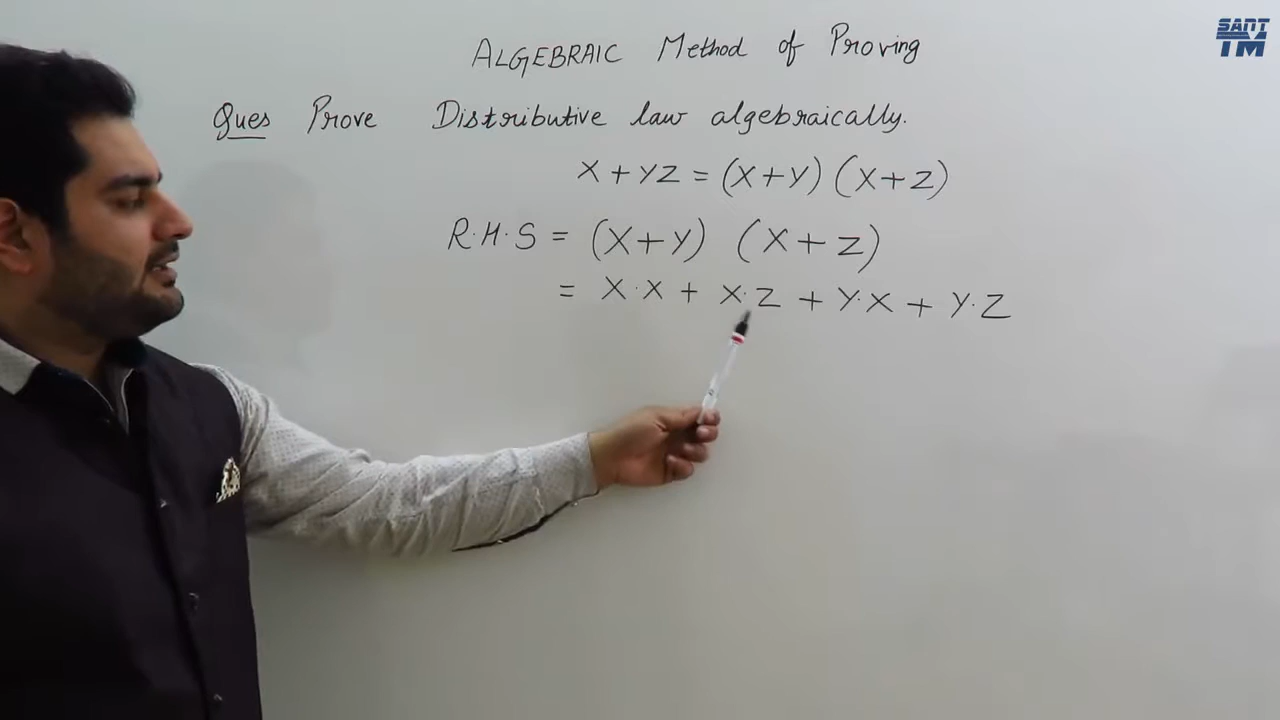 SANT
TM
ALGEBRAIC Method of Proving
Ques Prove Distributive law algebraically.
X + YZ = (X+Y) (X+Z)
R.H.S = (X+Y) (X+Z)
= X·X + X·Z + Y·X + Y·Z